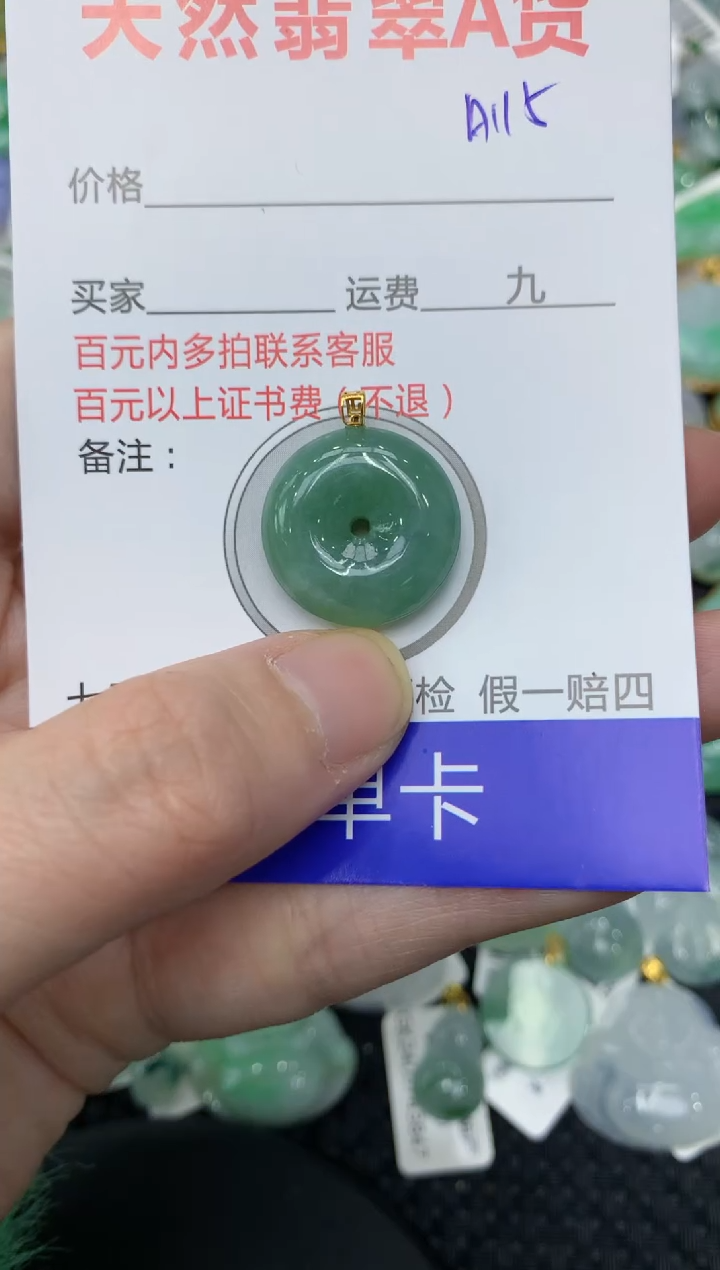 天然翡翠A货
A115
价格
买家 运费 九
百元内多拍联系客服
百元以上证书费（不退）
备注：
检 假一赔四
单卡